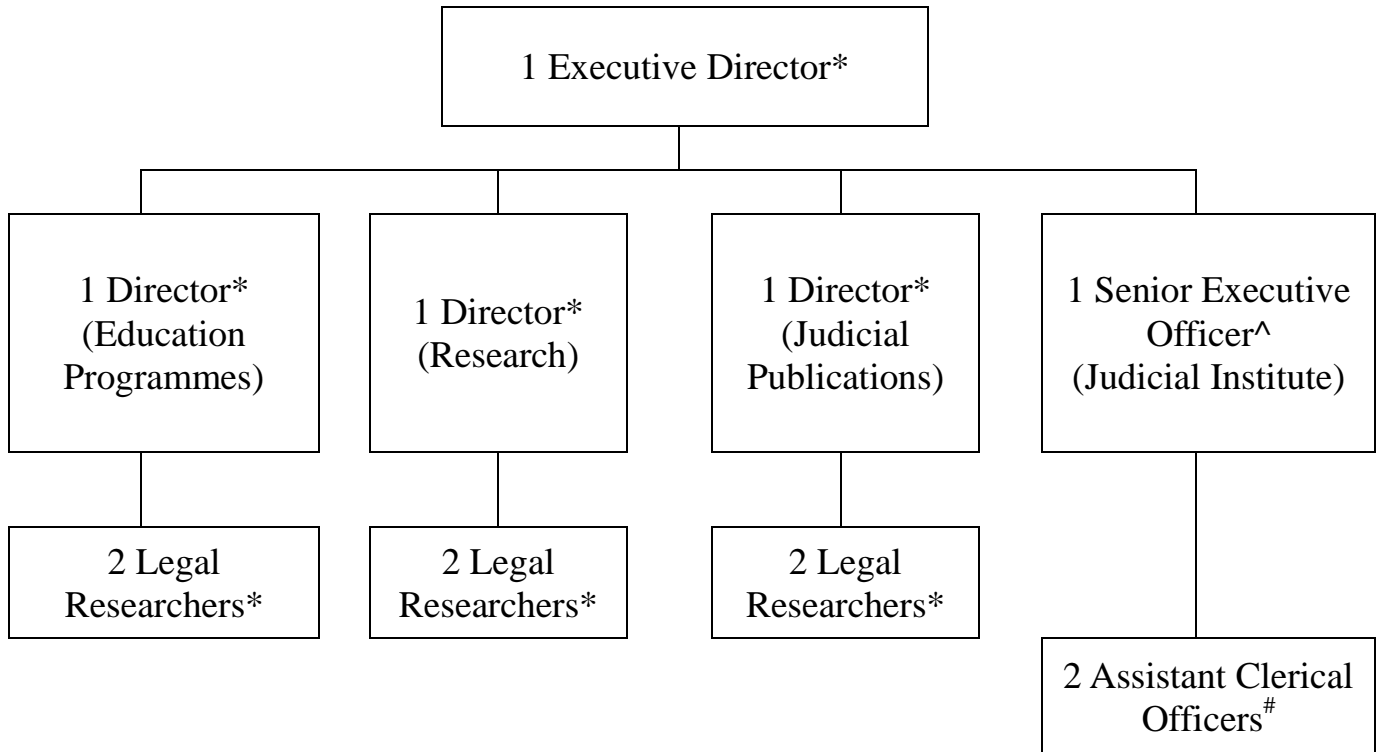 1 Executive Director*
1 Director*
(Education
Programmes)
1 Director*
(Research)
1 Director*
(Judicial
Publications)
1 Senior Executive
Officer^
(Judicial Institute)
2 Legal
Researchers*
2 Legal
Researchers*
2 Legal
Researchers*
2 Assistant Clerical
Officers#